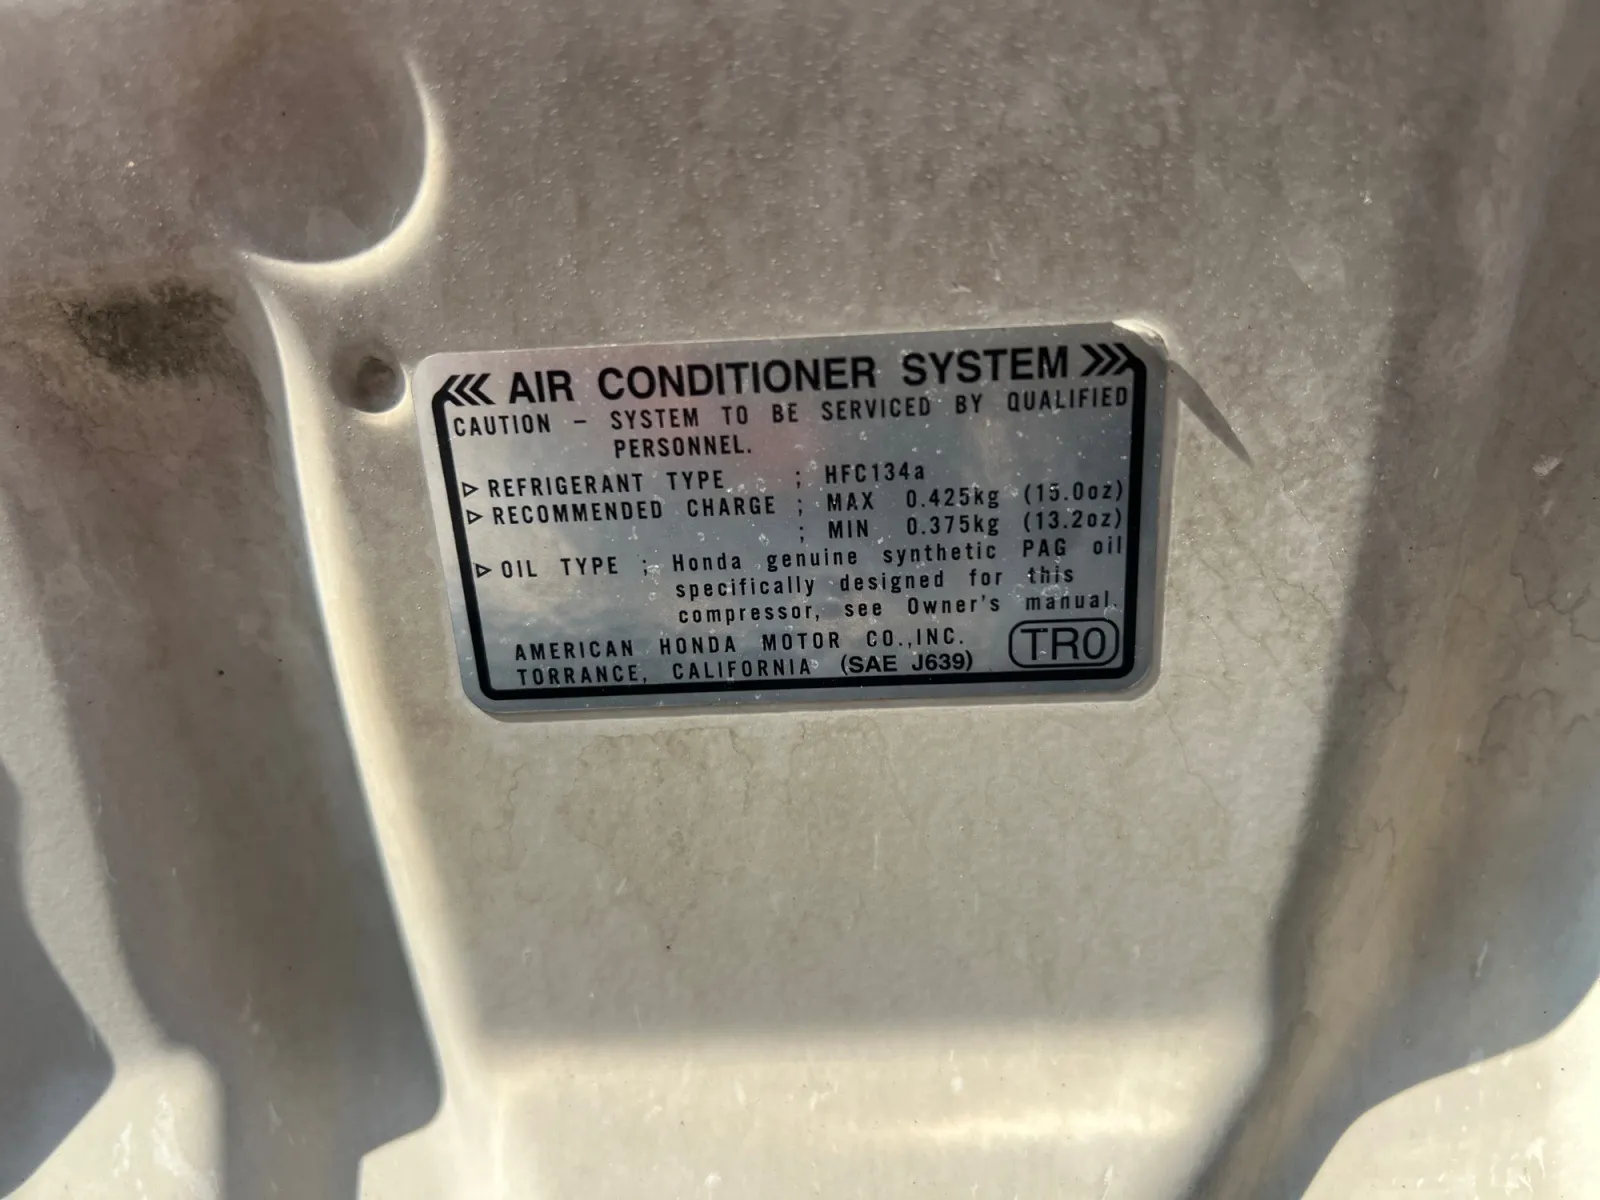 AIR CONDITIONER SYSTEM
CAUTION – SYSTEM TO BE SERVICED BY QUALIFIED
PERSONNEL.
▷ REFRIGERANT TYPE ; HFC134a
▷ RECOMMENDED CHARGE ; MAX 0.425kg (15.0oz)
; MIN 0.375kg (13.2oz)
▷ OIL TYPE ; Honda genuine synthetic PAG oil
specifically designed for this
compressor, see Owner's manual.
AMERICAN HONDA MOTOR CO.,INC.
TORRANCE, CALIFORNIA (SAE J639)
TR0